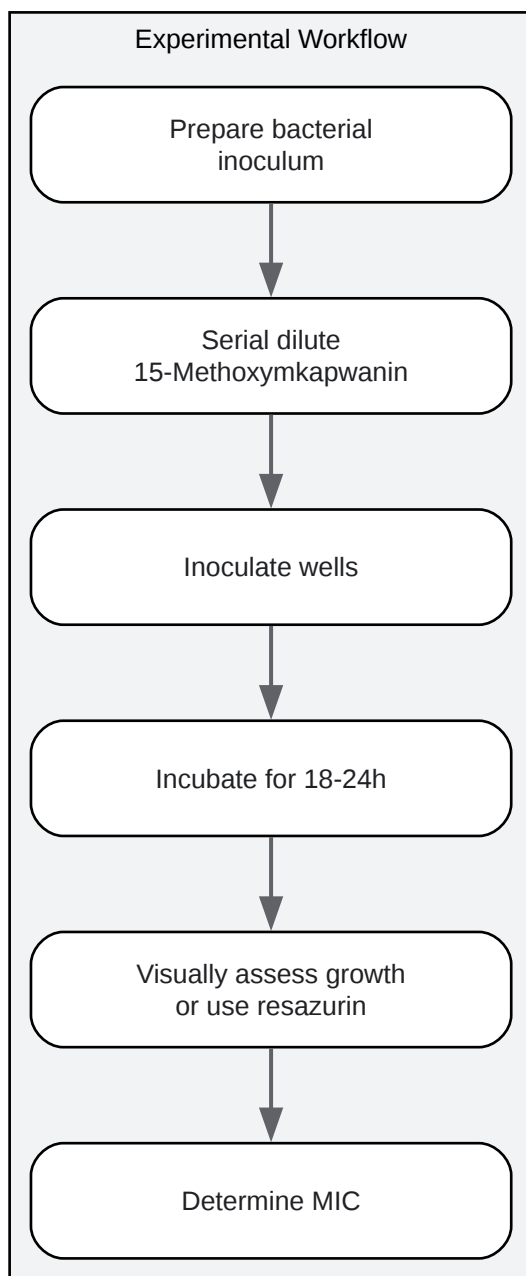 Experimental Workflow
Prepare bacterial
inoculum
Serial dilute
15-Methoxymkapwanin
Inoculate wells
Incubate for 18-24h
Visually assess growth
or use resazurin
Determine MIC